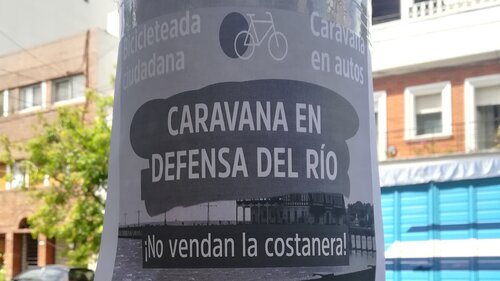 Bicicleteada
ciudadana
Caravana
en autos
CARAVANA EN
DEFENSA DEL RÍO
¡No vendan la costanera!